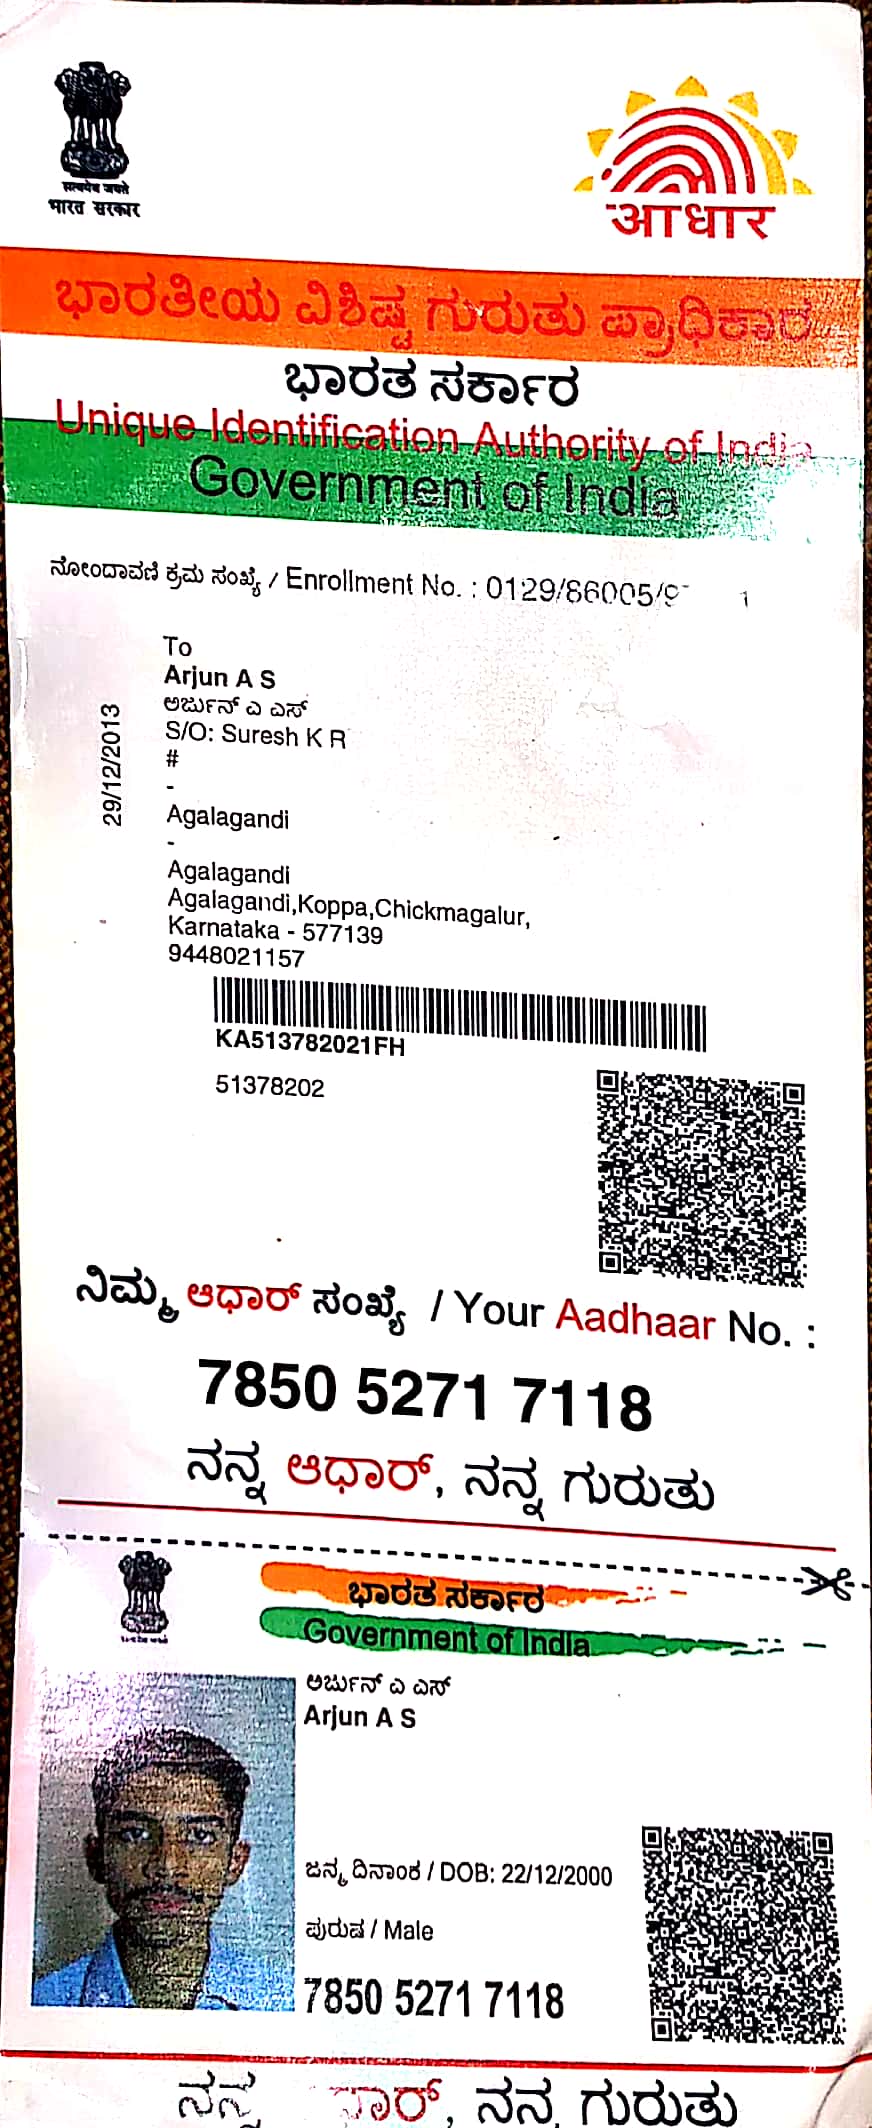 सत्यमेव जयते
भारत सरकार
आधार
ಭಾರತೀಯ ವಿಶಿಷ್ಟ ಗುರುತು ಪ್ರಾಧಿಕಾರ
ಭಾರತ ಸರ್ಕಾರ
Unique Identification Authority of India
Government of India
ನೋಂದಾವಣಿ ಕ್ರಮ ಸಂಖ್ಯೆ / Enrollment No. : 0129/86005/
To
Arjun A S
ಅರ್ಜುನ್ ಎ ಎಸ್
S/O: Suresh K R
#
-
Agalagandi
-
Agalagandi
Agalagandi,Koppa,Chickmagalur,
Karnataka - 577139
9448021157
29/12/2013
KA513782021FH
51378202
ನಿಮ್ಮ ಆಧಾರ್ ಸಂಖ್ಯೆ / Your Aadhaar No. :
7850 5271 7118
ನನ್ನ ಆಧಾರ್, ನನ್ನ ಗುರುತು
ಭಾರತ ಸರ್ಕಾರ
Government of India
ಅರ್ಜುನ್ ಎ ಎಸ್
Arjun A S
ಜನ್ಮ ದಿನಾಂಕ / DOB: 22/12/2000
ಪುರುಷ / Male
7850 5271 7118
ನನ್ನ ನನ್ನ ಗುರುತು